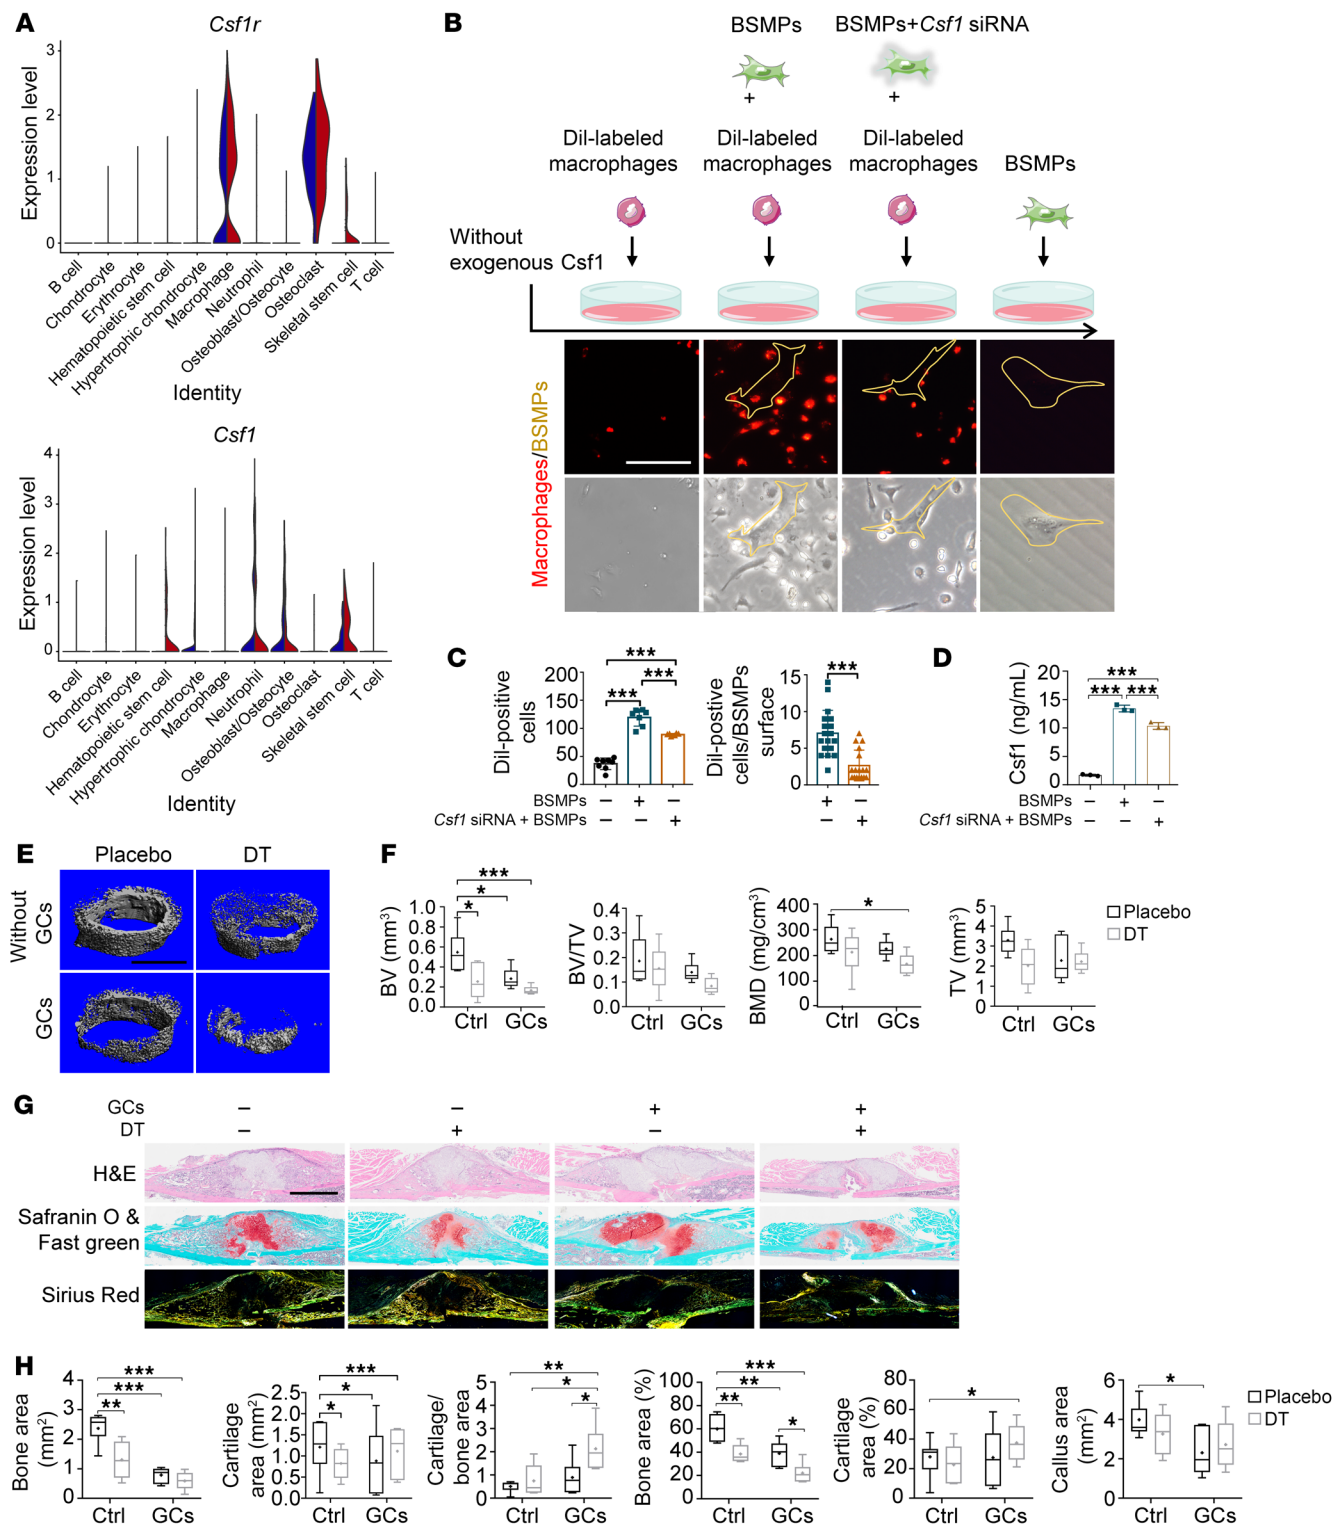 A
Csf1r
Expression level
3
2
1
0
B cell
Chondrocyte
Erythrocyte
Hematopoietic stem cell
Hypertrophic chondrocyte
Macrophage
Neutrophil
Osteoblast/Osteocyte
Osteoclast
Skeletal stem cell
T cell
Identity
Csf1
Expression level
4
3
2
1
0
B cell
Chondrocyte
Erythrocyte
Hematopoietic stem cell
Hypertrophic chondrocyte
Macrophage
Neutrophil
Osteoblast/Osteocyte
Osteoclast
Skeletal stem cell
T cell
Identity
B
BSMPs
BSMPs+Csf1 siRNA
+
+
Dil-labeled
macrophages
Dil-labeled
macrophages
Dil-labeled
macrophages
BSMPs
Without
exogenous Csf1
Macrophages/BSMPs
C
Dil-positive
cells
200
150
100
50
0
***
***
***
BSMPs
– + –
Csf1 siRNA + BSMPs
– – +
Dil-postive
cells/BSMPs
surface
15
10
5
0
***
+ –
– +
D
Csf1 (ng/mL)
20
15
10
5
0
***
***
***
BSMPs
– + –
Csf1 siRNA + BSMPs
– – +
E
Placebo
DT
Without
GCs
GCs
F
BV (mm³)
1.0
0.8
0.6
0.4
0.2
0.0
***
*
*
Ctrl
GCs
BV/TV
0.4
0.3
0.2
0.1
0.0
Ctrl
GCs
BMD (mg/cm³)
400
300
200
100
0
*
Ctrl
GCs
TV (mm³)
5
4
3
2
1
0
Ctrl
GCs
Placebo
DT
G
GCs
– – + +
DT
– + – +
H&E
Safranin O &
Fast green
Sirius Red
H
Bone area
(mm²)
4
3
2
1
0
***
***
**
Ctrl
GCs
Cartilage
area (mm²)
2.5
2.0
1.5
1.0
0.5
0.0
***
*
*
Ctrl
GCs
Cartilage/
bone area
5
4
3
2
1
0
**
*
*
Ctrl
GCs
Bone area (%)
100
80
60
40
20
0
***
**
**
*
Ctrl
GCs
Cartilage
area (%)
80
60
40
20
0
*
Ctrl
GCs
Callus area
(mm²)
6
4
2
0
*
Ctrl
GCs
Placebo
DT